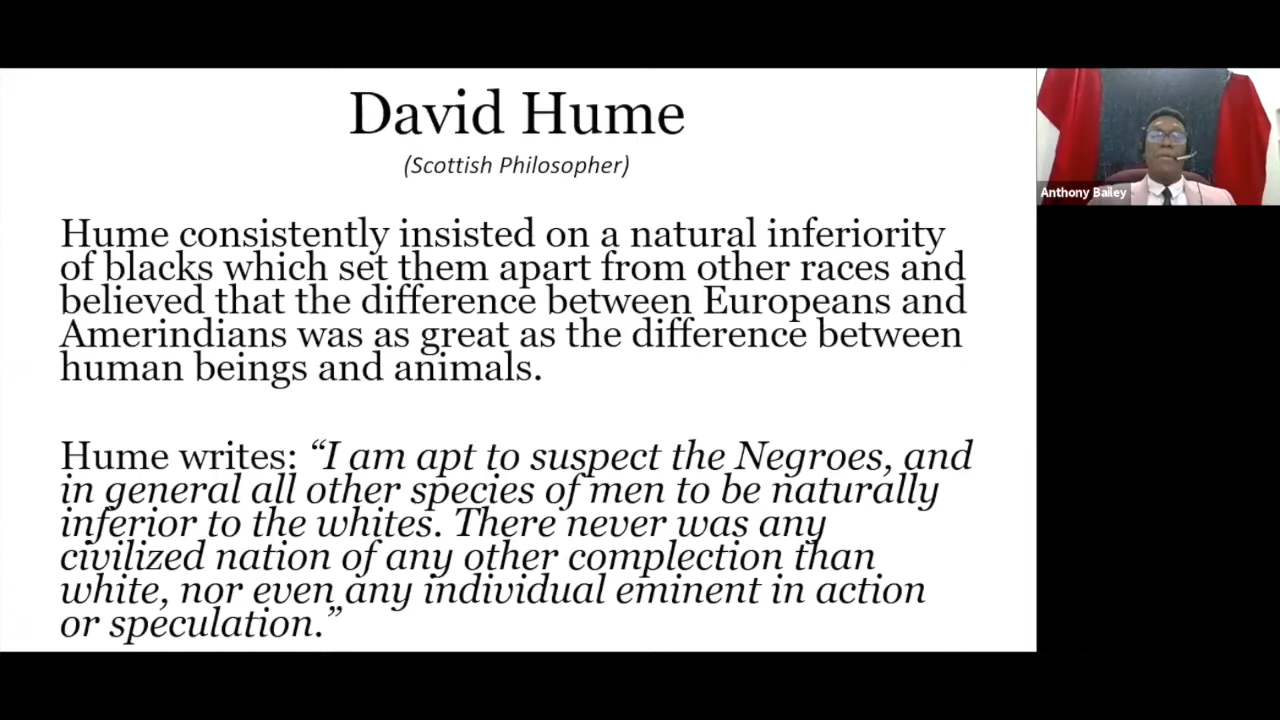 David Hume
(Scottish Philosopher)
Hume consistently insisted on a natural inferiority
of blacks which set them apart from other races and
believed that the difference between Europeans and
Amerindians was as great as the difference between
human beings and animals.
Hume writes: “I am apt to suspect the Negroes, and
in general all other species of men to be naturally
inferior to the whites. There never was any
civilized nation of any other complection than
white, nor even any individual eminent in action
or speculation.”
Anthony Bailey